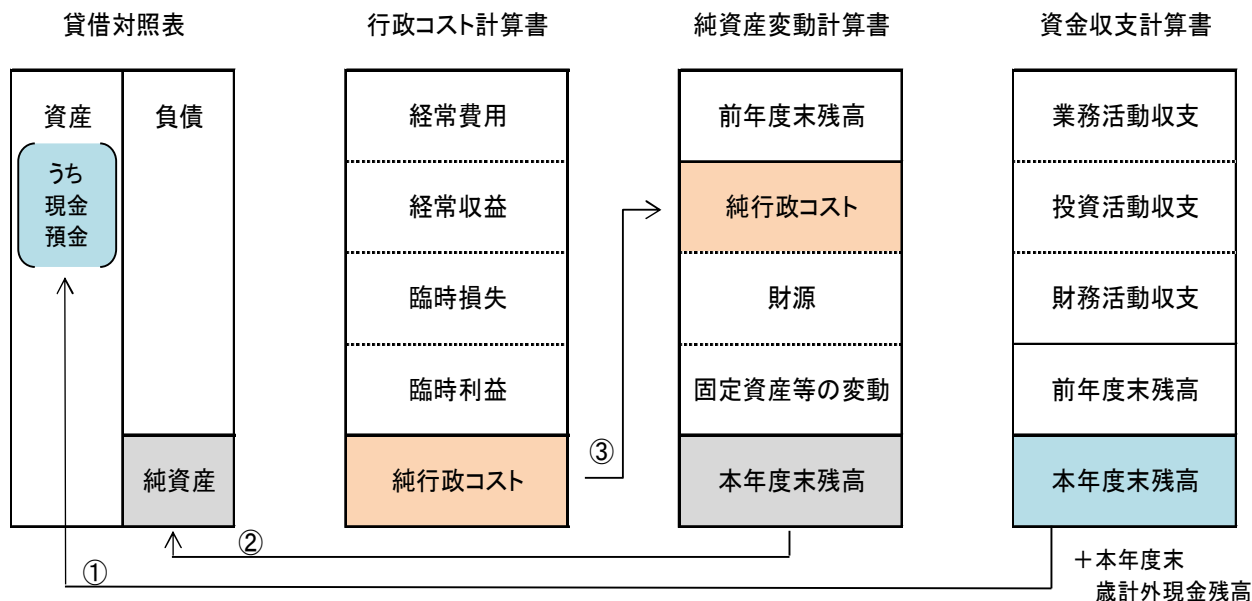 貸借対照表
行政コスト計算書
純資産変動計算書
資金収支計算書
資産
うち
現金
預金
負債
純資産
経常費用
経常収益
臨時損失
臨時利益
純行政コスト
前年度末残高
純行政コスト
財源
固定資産等の変動
本年度末残高
業務活動収支
投資活動収支
財務活動収支
前年度末残高
本年度末残高
③
②
①
＋本年度末
歳計外現金残高